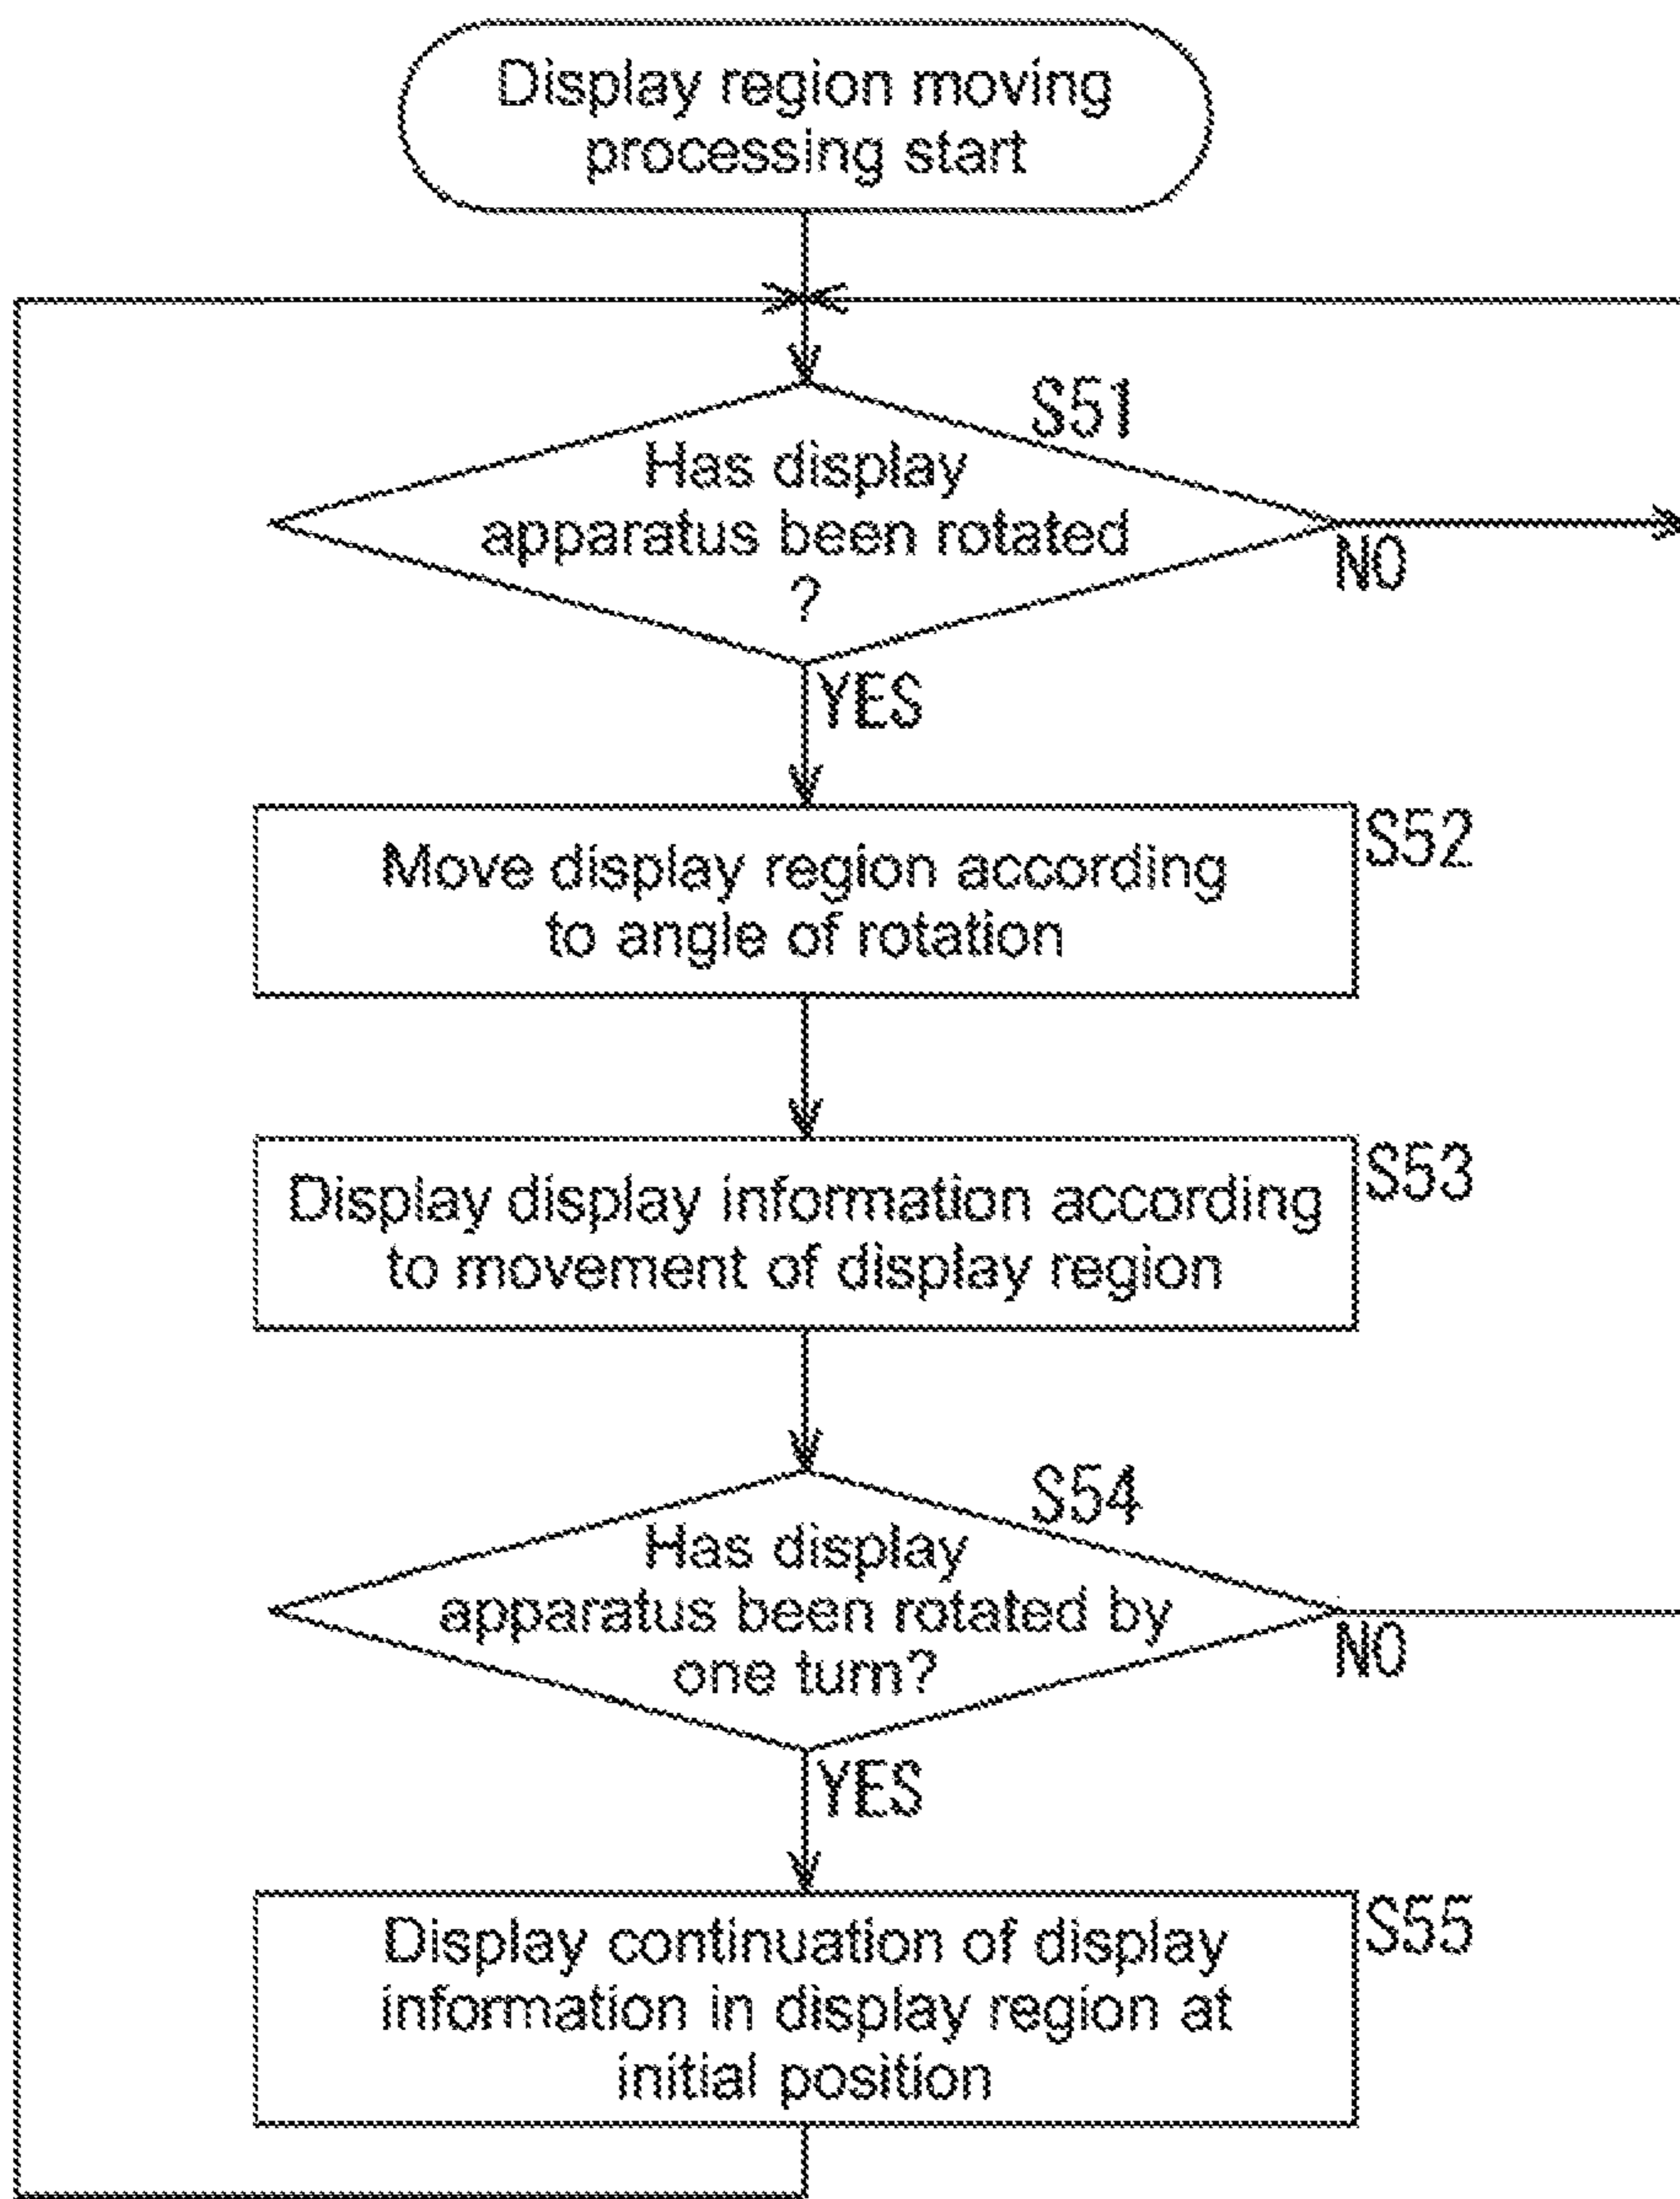 Display region moving
processing start
S51
Has display
apparatus been rotated
?
NO
YES
S52
Move display region according
to angle of rotation
S53
Display display information according
to movement of display region
S54
Has display
apparatus been rotated by
one turn?
NO
YES
S55
Display continuation of display
information in display region at
initial position